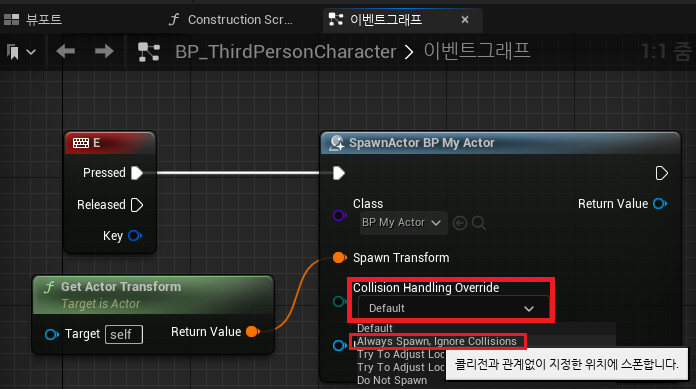 뷰포트
Construction Scr...
이벤트그래프
BP_ThirdPersonCharacter > 이벤트그래프
1:1 줌
E
Pressed
Released
Key
SpawnActor BP My Actor
Class
BP My Actor
Return Value
Spawn Transform
Collision Handling Override
Default
Default
Always Spawn, Ignore Collisions
Try To Adjust Loc
Try To Adjust Loc
Do Not Spawn
콜리전과 관계없이 지정한 위치에 스폰합니다.
Get Actor Transform
Target is Actor
Target
self
Return Value